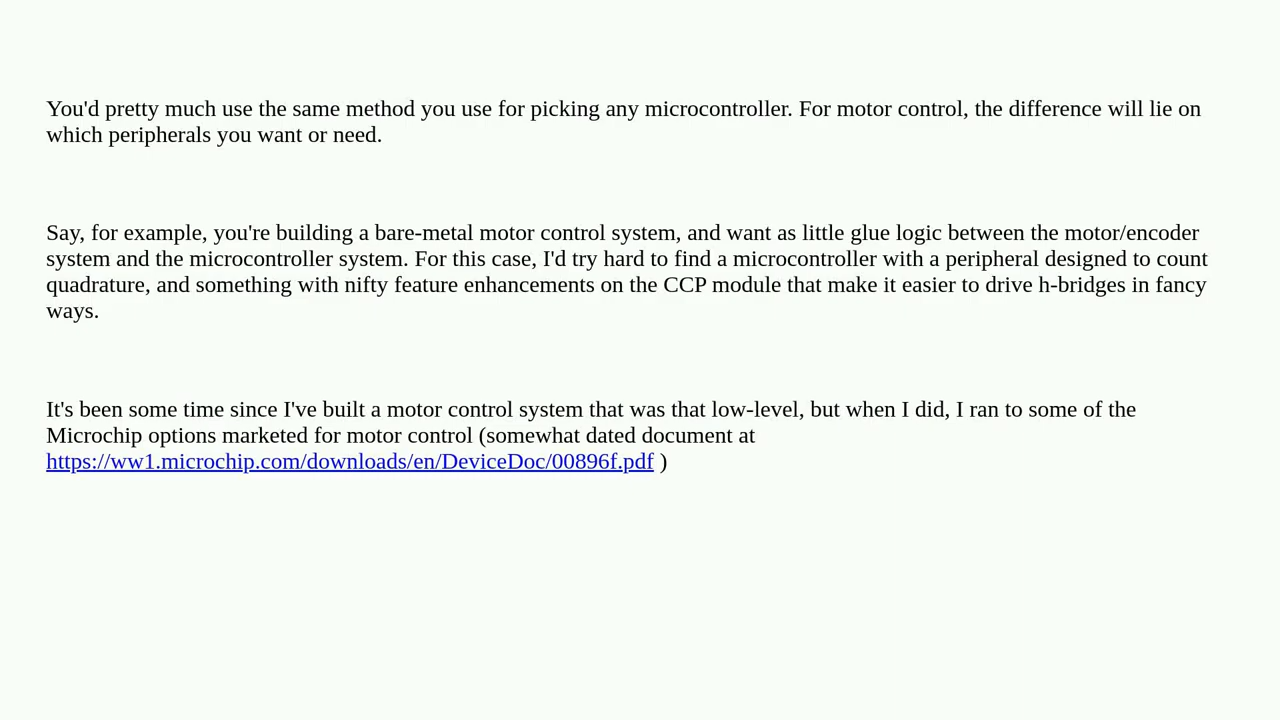 You'd pretty much use the same method you use for picking any microcontroller. For motor control, the difference will lie on
which peripherals you want or need.
Say, for example, you're building a bare-metal motor control system, and want as little glue logic between the motor/encoder
system and the microcontroller system. For this case, I'd try hard to find a microcontroller with a peripheral designed to count
quadrature, and something with nifty feature enhancements on the CCP module that make it easier to drive h-bridges in fancy
ways.
It's been some time since I've built a motor control system that was that low-level, but when I did, I ran to some of the
Microchip options marketed for motor control (somewhat dated document at
https://ww1.microchip.com/downloads/en/DeviceDoc/00896f.pdf )